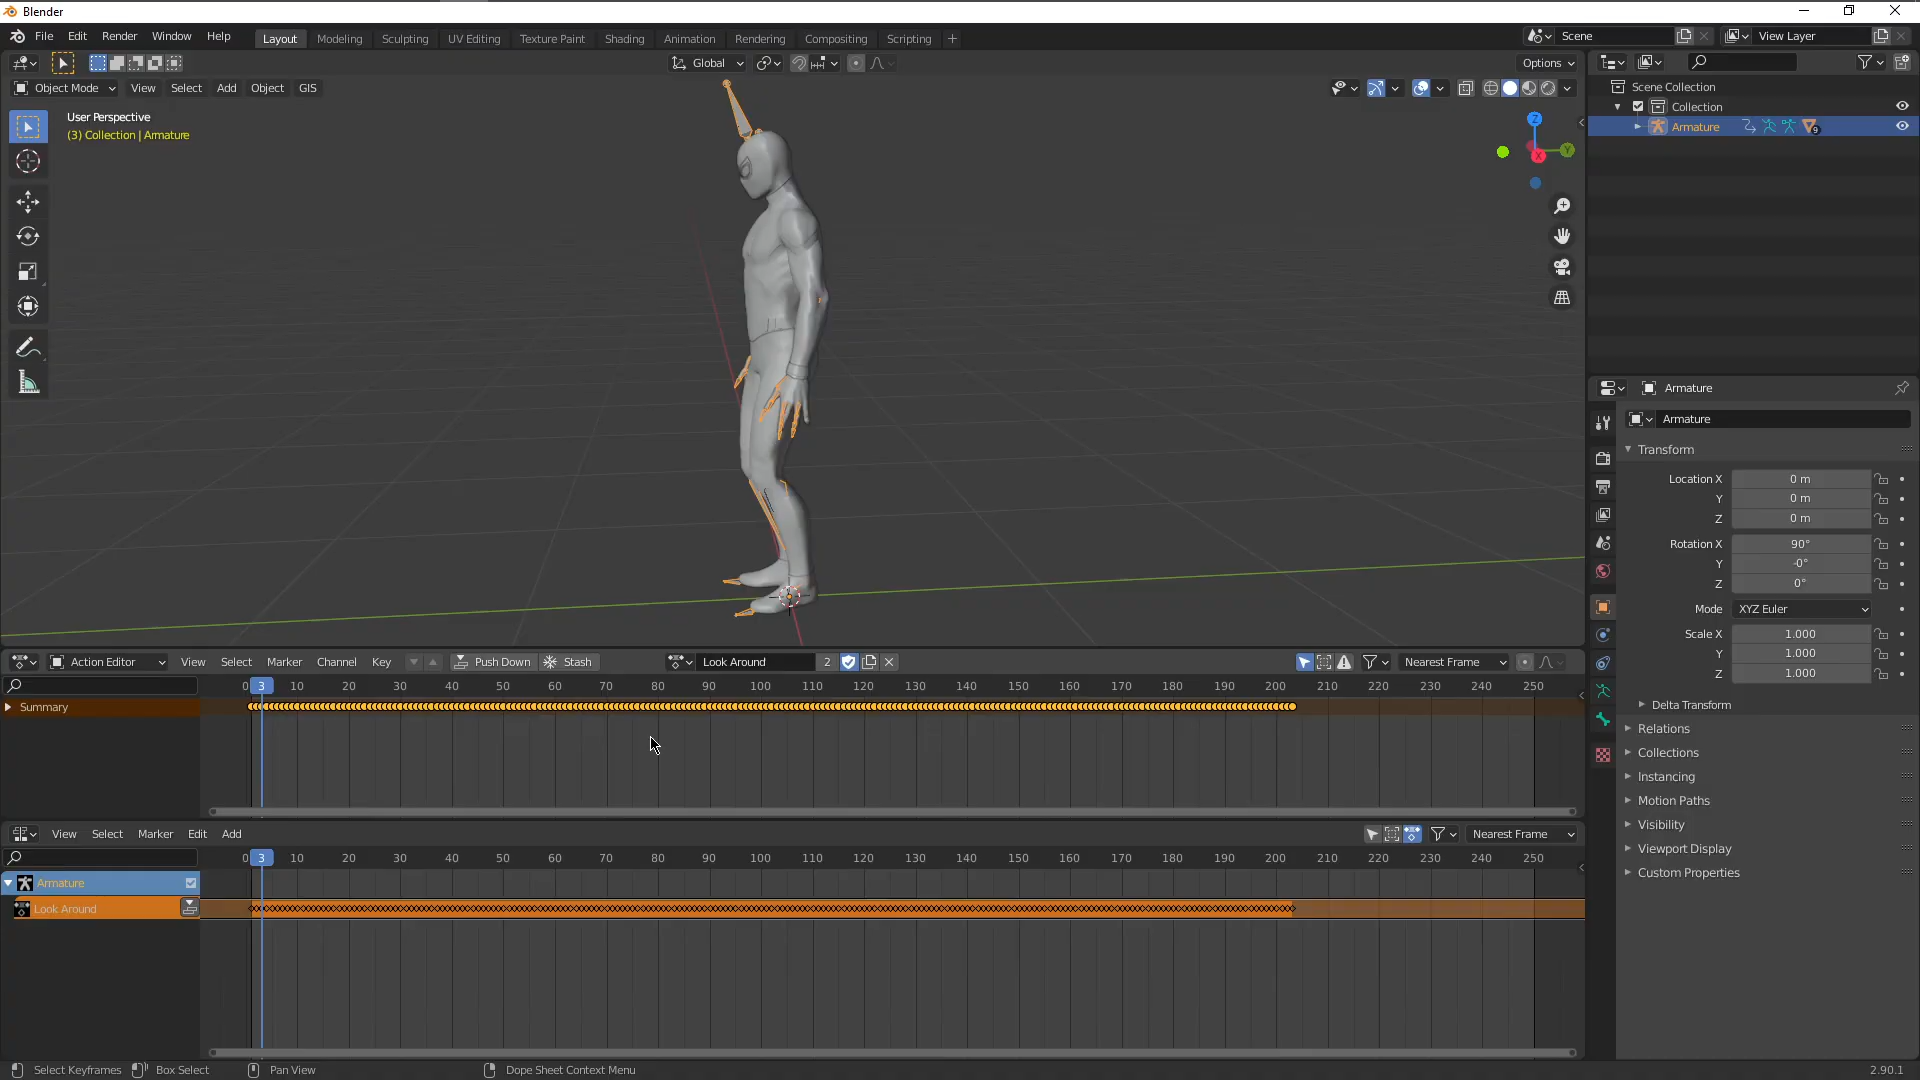 Blender
File Edit Render Window Help Layout Modeling Sculpting UV Editing Texture Paint Shading Animation Rendering Compositing Scripting + Scene View Layer
Global Options
Object Mode View Select Add Object GIS
User Perspective
(3) Collection | Armature
Z
Y
X
Scene Collection
Collection
Armature 9
Armature
Armature
Transform
Location X 0 m
Y 0 m
Z 0 m
Rotation X 90°
Y -0°
Z 0°
Mode XYZ Euler
Scale X 1.000
Y 1.000
Z 1.000
Delta Transform
Relations
Collections
Instancing
Motion Paths
Visibility
Viewport Display
Custom Properties
Action Editor View Select Marker Channel Key Push Down Stash Look Around 2 Nearest Frame
0 3 10 20 30 40 50 60 70 80 90 100 110 120 130 140 150 160 170 180 190 200 210 220 230 240 250
Summary
View Select Marker Edit Add Nearest Frame
0 3 10 20 30 40 50 60 70 80 90 100 110 120 130 140 150 160 170 180 190 200 210 220 230 240 250
Armature
Look Around
Select Keyframes Box Select Pan View Dope Sheet Context Menu 2.90.1